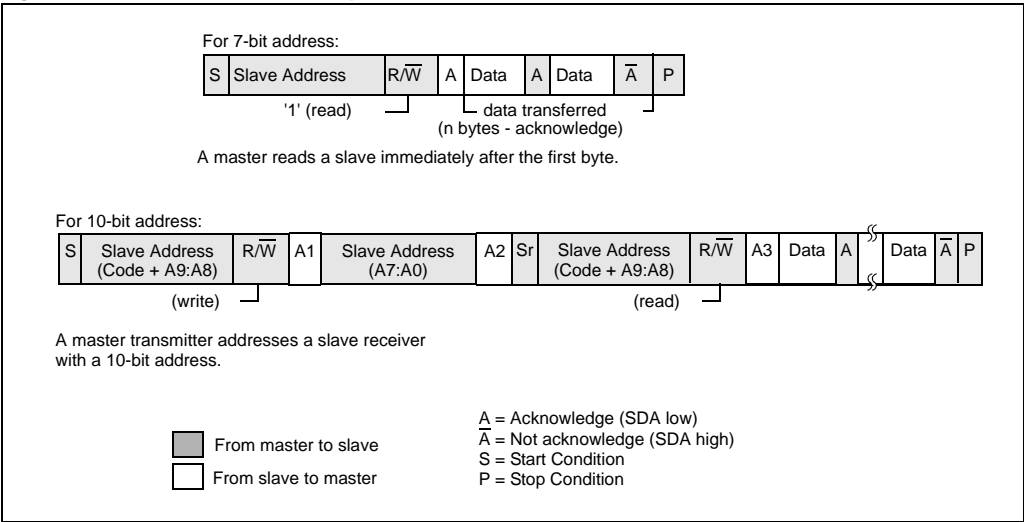 For 7-bit address:
S Slave Address R/W̅ A Data A Data A̅ P
'1' (read) data transferred
(n bytes - acknowledge)
A master reads a slave immediately after the first byte.
For 10-bit address:
S Slave Address (Code + A9:A8) R/W̅ A1 Slave Address (A7:A0) A2 Sr Slave Address (Code + A9:A8) R/W̅ A3 Data A Data A̅ P
(write) (read)
A master transmitter addresses a slave receiver
with a 10-bit address.
From master to slave
From slave to master
A = Acknowledge (SDA low)
A̅ = Not acknowledge (SDA high)
S = Start Condition
P = Stop Condition